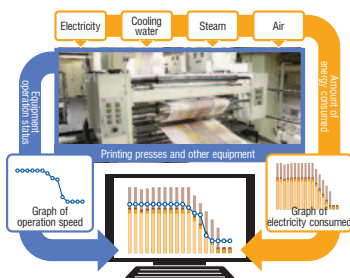 Electricity
Cooling
water
Steam
Air
Equipment
operation status
Amount of
energy consumed
Printing presses and other equipment
Graph of
operation speed
Graph of
electricity consumed